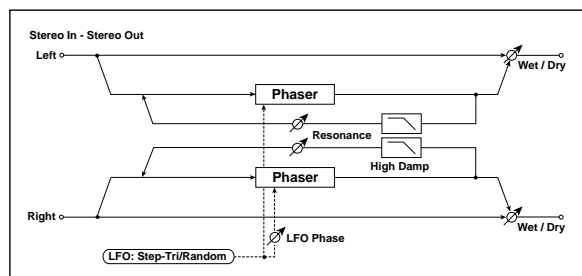 Stereo In - Stereo Out
Left
Wet / Dry
Phaser
Resonance
High Damp
Phaser
Right
Wet / Dry
LFO Phase
LFO: Step-Tri/Random